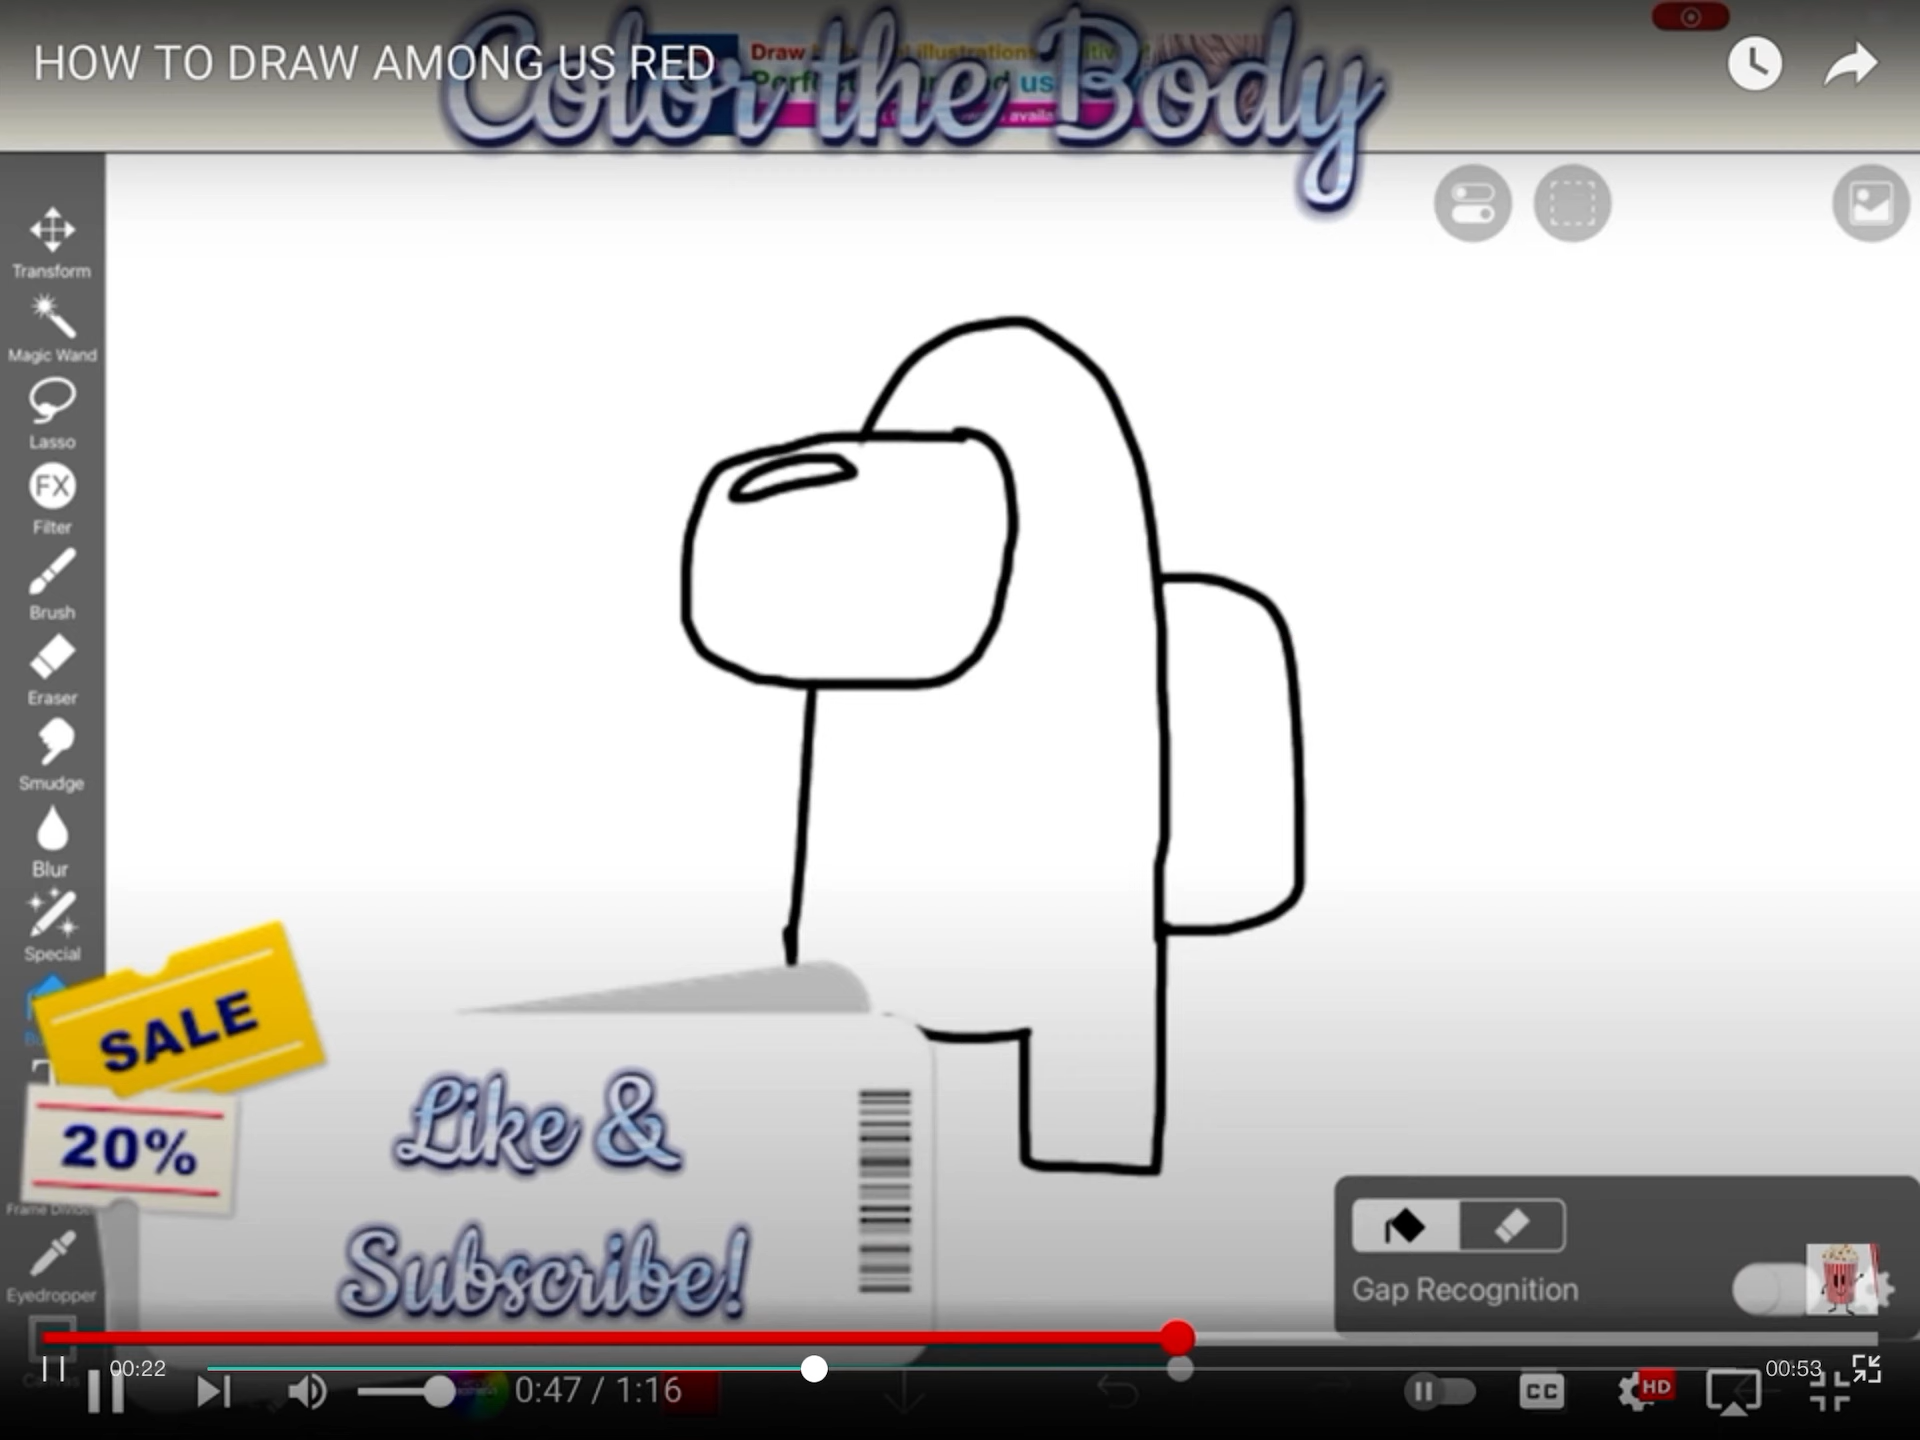 HOW TO DRAW AMONG US RED
Color the Body
Draw
Transform
Magic Wand
Lasso
FX
Filter
Brush
Eraser
Smudge
Blur
Special
SALE
20%
Like &
Subscribe!
Eyedropper
Gap Recognition
00:22
00:53
0:47 / 1:16
CC
HD